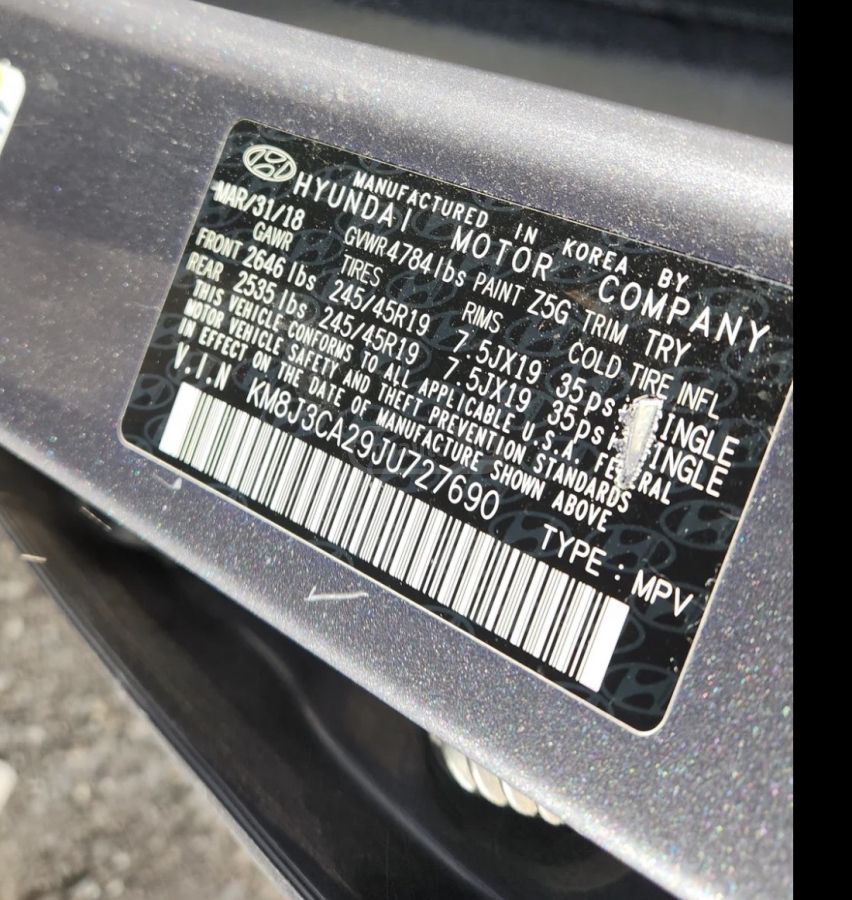 MANUFACTURED IN KOREA BY
HYUNDAI MOTOR COMPANY
MAR/31/18 GVWR 4784 lbs PAINT Z5G TRIM TRY
GAWR TIRES RIMS COLD TIRE INFL
FRONT 2646 lbs 245/45R19 7.5JX19 35psi SINGLE
REAR 2535 lbs 245/45R19 7.5JX19 35psi SINGLE
THIS VEHICLE CONFORMS TO ALL APPLICABLE U.S.A. FEDERAL
MOTOR VEHICLE SAFETY AND THEFT PREVENTION STANDARDS
IN EFFECT ON THE DATE OF MANUFACTURE SHOWN ABOVE
V.I.N KM8J3CA29JU727690 TYPE : MPV